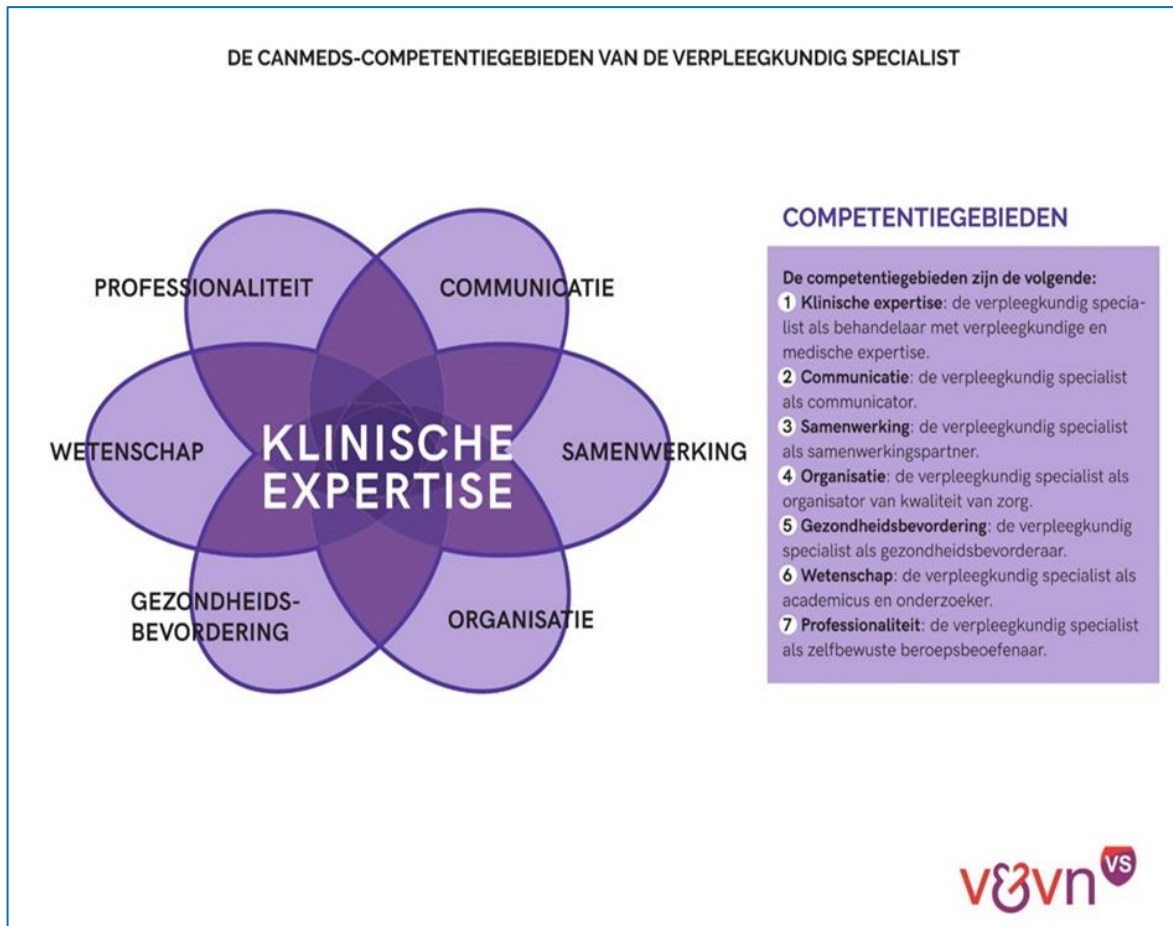 DE CANMEDS-COMPETENTIEGEBIEDEN VAN DE VERPLEEGKUNDIG SPECIALIST
PROFESSIONALITEIT
COMMUNICATIE
WETENSCHAP
KLINISCHE
EXPERTISE
SAMENWERKING
GEZONDHEIDS-
BEVORDERING
ORGANISATIE
COMPETENTIEGEBIEDEN
De competentiegebieden zijn de volgende:
1 Klinische expertise: de verpleegkundig specia-
list als behandelaar met verpleegkundige en
medische expertise.
2 Communicatie: de verpleegkundig specialist
als communicator.
3 Samenwerking: de verpleegkundig specialist
als samenwerkingspartner.
4 Organisatie: de verpleegkundig specialist als
organisator van kwaliteit van zorg.
5 Gezondheidsbevordering: de verpleegkundig
specialist als gezondheidsbevorderaar.
6 Wetenschap: de verpleegkundig specialist als
academicus en onderzoeker.
7 Professionaliteit: de verpleegkundig specialist
als zelfbewuste beroepsbeoefenaar.
v&vn VS